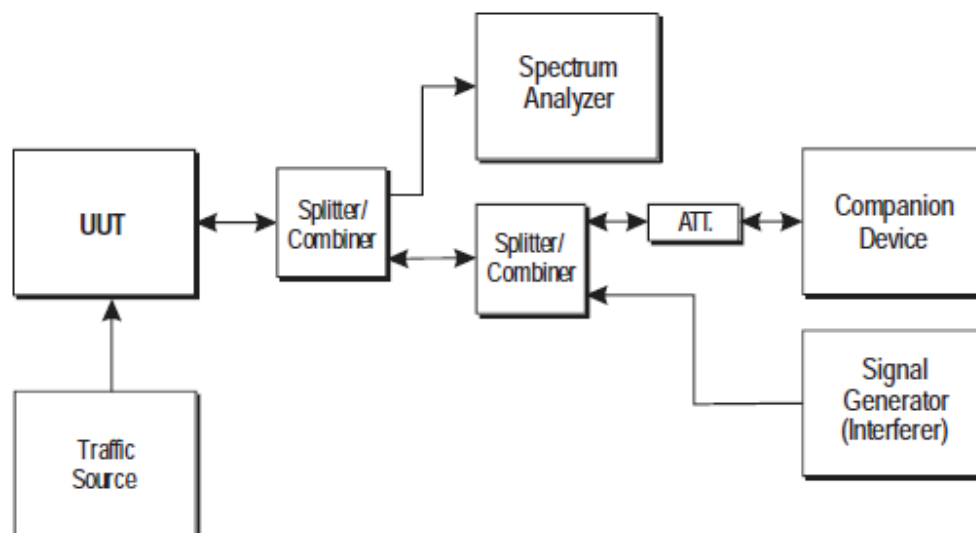 Spectrum
Analyzer
UUT
Splitter/
Combiner
Splitter/
Combiner
ATT.
Companion
Device
Traffic
Source
Signal
Generator
(Interferer)